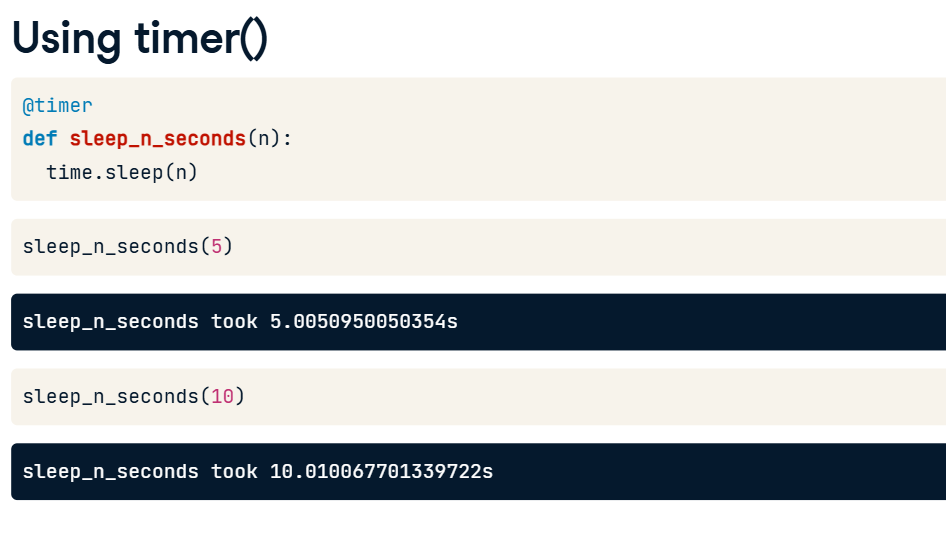 Using timer()
@timer
def sleep_n_seconds(n):
  time.sleep(n)
sleep_n_seconds(5)
sleep_n_seconds took 5.0050950050354s
sleep_n_seconds(10)
sleep_n_seconds took 10.010067701339722s